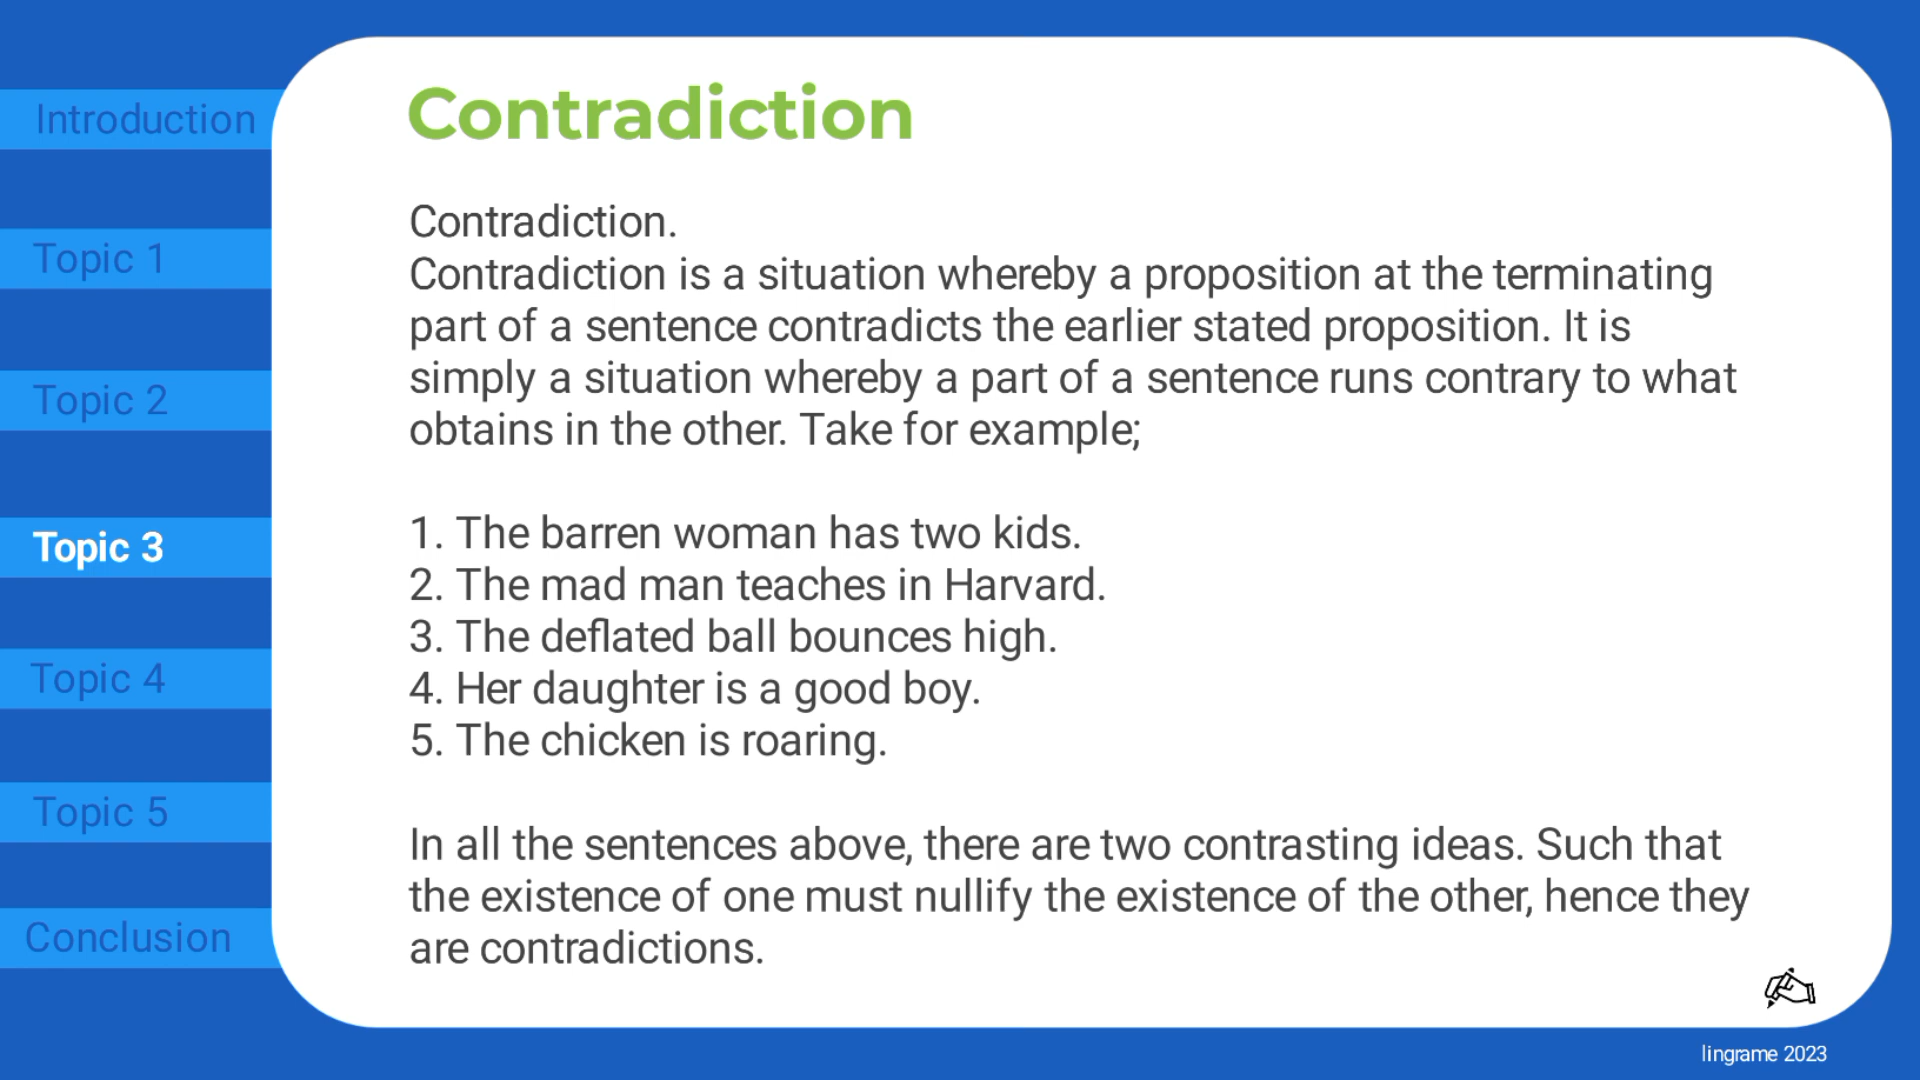 Introduction
Topic 1
Topic 2
Topic 3
Topic 4
Topic 5
Conclusion
Contradiction
Contradiction.
Contradiction is a situation whereby a proposition at the terminating
part of a sentence contradicts the earlier stated proposition. It is
simply a situation whereby a part of a sentence runs contrary to what
obtains in the other. Take for example;
1. The barren woman has two kids.
2. The mad man teaches in Harvard.
3. The deflated ball bounces high.
4. Her daughter is a good boy.
5. The chicken is roaring.
In all the sentences above, there are two contrasting ideas. Such that
the existence of one must nullify the existence of the other, hence they
are contradictions.
lingrame 2023